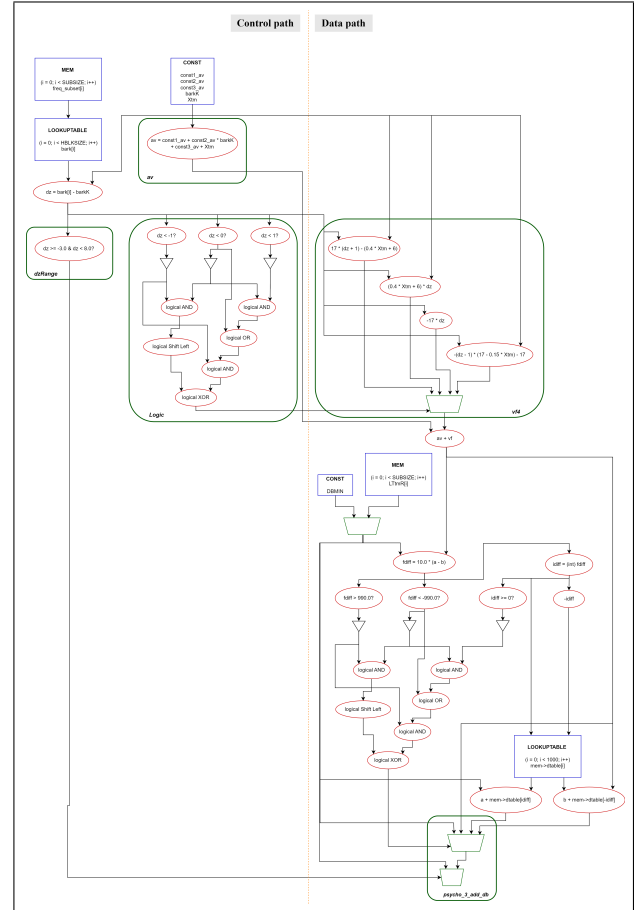 Control path
Data path
MEM
(i = 0; i < SUBSIZE; i++)
freq_subset[i]
CONST
const1_av
const2_av
const3_av
barkK
Xtm
LOOKUPTABLE
(i = 0; i < HBLKSIZE; i++)
bark[i]
av = const1_av + const2_av * barkK
+ const3_av + Xtm
av
dz = bark[i] - barkK
dz >= -3.0 & dz < 8.0?
dzRange
dz < -1?
dz < 0?
dz < 1?
logical AND
logical AND
logical OR
logical Shift Left
logical AND
logical XOR
Logic
17 * (dz + 1) - (0.4 * Xtm + 6)
(0.4 * Xtm + 6) * dz
-17 * dz
-(dz - 1) * (17 - 0.15 * Xtm) - 17
vf4
av + vf
CONST
DBMIN
MEM
(i = 0; i < SUBSIZE; i++)
LTtmR[i]
fdiff = 10.0 * (a - b)
idiff = (int) fdiff
fdiff > 990.0?
fdiff < -990.0?
idiff >= 0?
-idiff
logical AND
logical AND
logical OR
logical Shift Left
logical AND
logical XOR
LOOKUPTABLE
(i = 0; i < 1000; i++)
mem->dtable[i]
a + mem->dtable[idiff]
b + mem->dtable[-idiff]
psycho_3_add_db